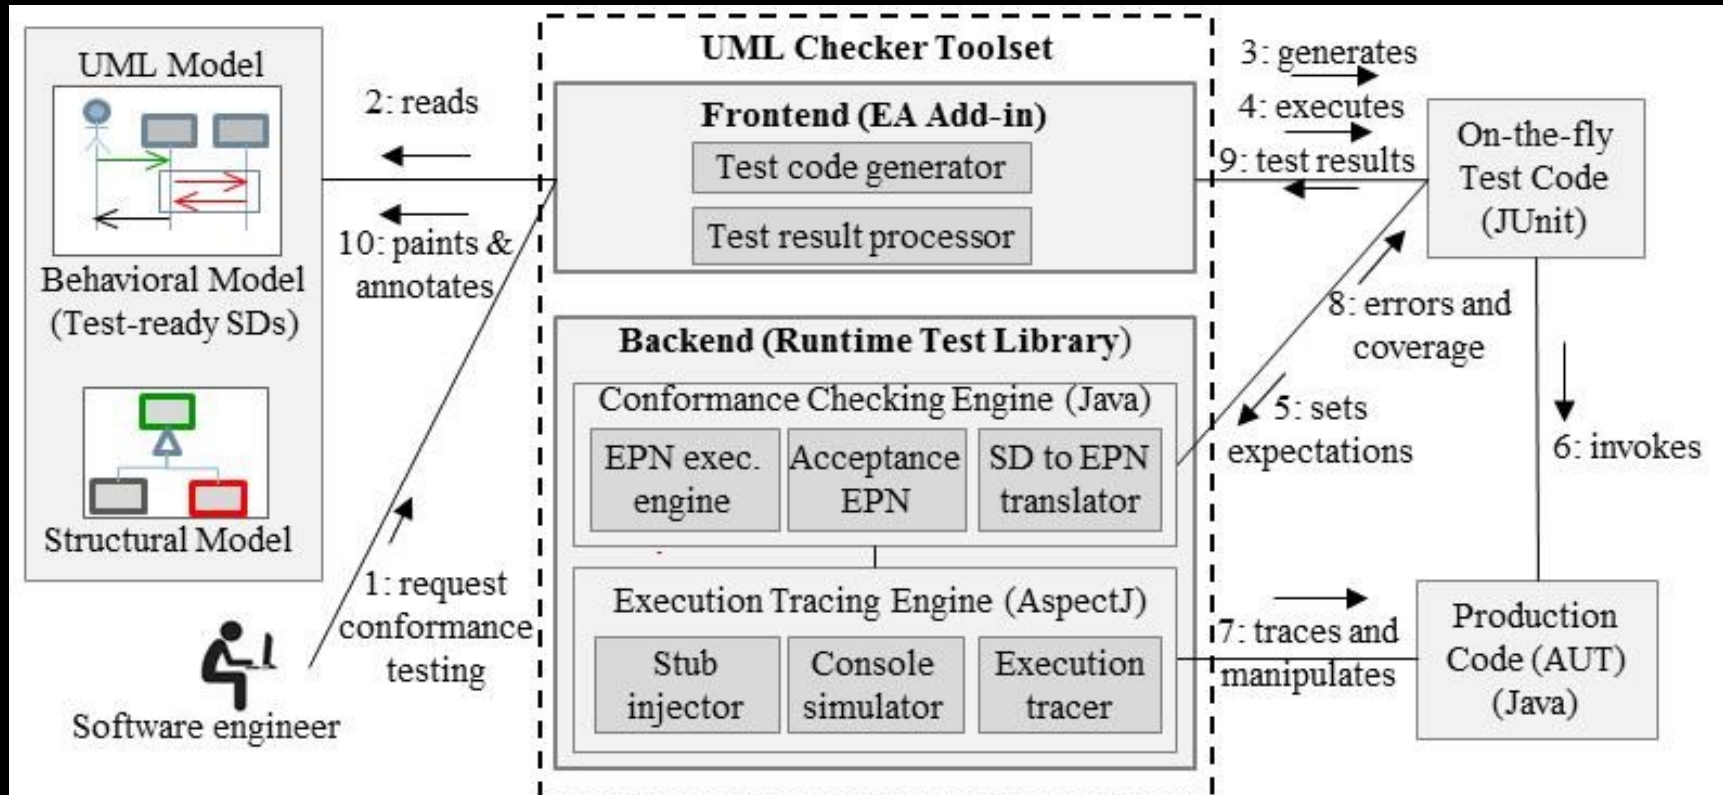 UML Model
Behavioral Model
(Test-ready SDs)
Structural Model
Software engineer
2: reads
10: paints &
annotates
1: request
conformance
testing
UML Checker Toolset
Frontend (EA Add-in)
Test code generator
Test result processor
Backend (Runtime Test Library)
Conformance Checking Engine (Java)
EPN exec.
engine
Acceptance
EPN
SD to EPN
translator
Execution Tracing Engine (AspectJ)
Stub
injector
Console
simulator
Execution
tracer
3: generates
4: executes
9: test results
8: errors and
coverage
5: sets
expectations
7: traces and
manipulates
On-the-fly
Test Code
(JUnit)
6: invokes
Production
Code (AUT)
(Java)